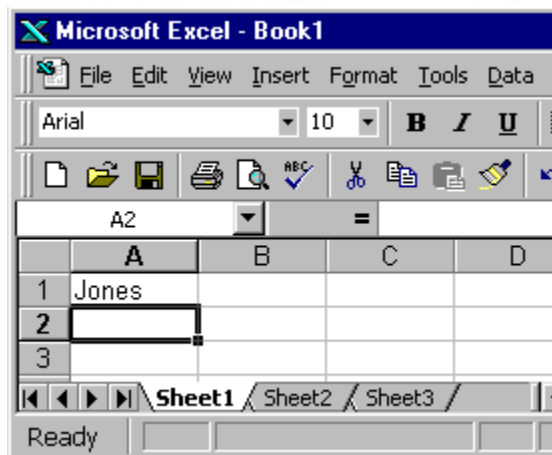 Microsoft Excel - Book1
File Edit View Insert Format Tools Data
Arial 10 B I U
ABC
A2 =
A B C D
1 Jones
2
3
Sheet1 Sheet2 Sheet3
Ready